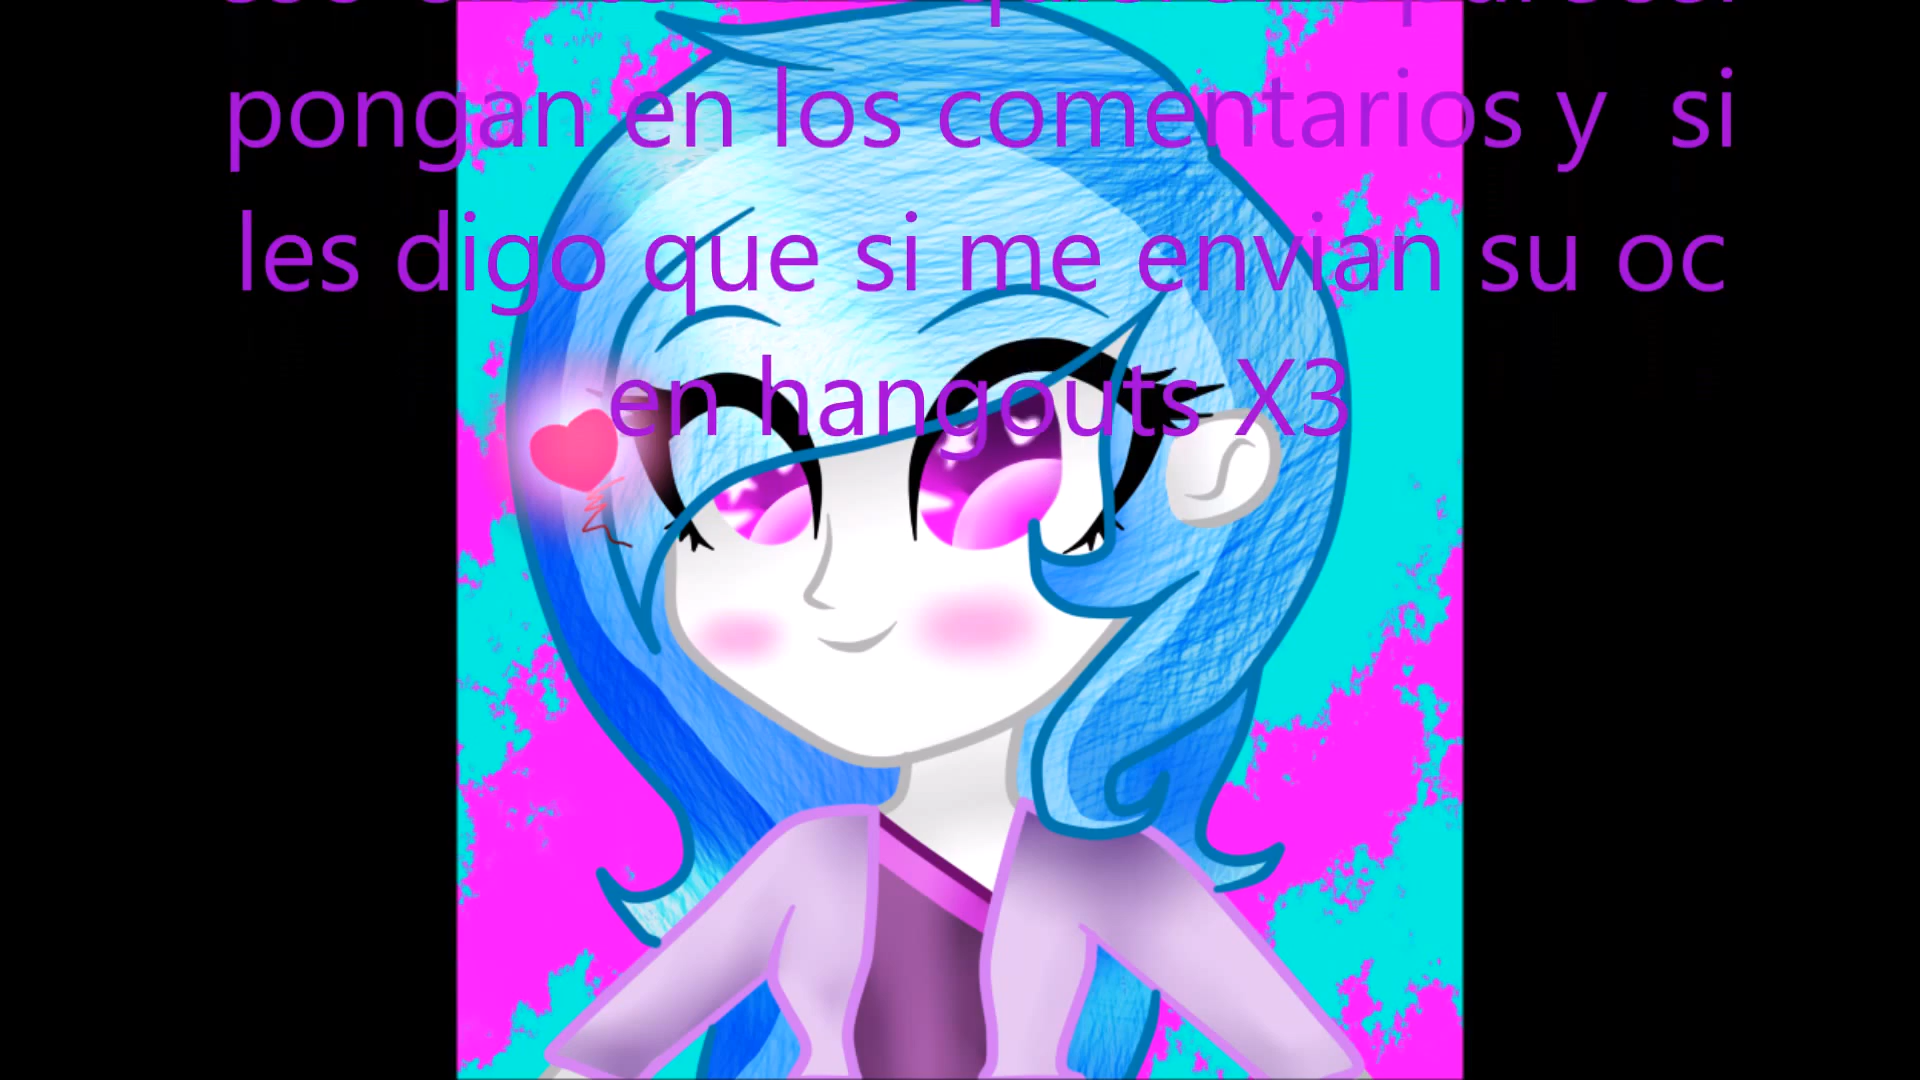 pongan en los comentarios y si
les digo que si me envian su oc
en hangouts X3